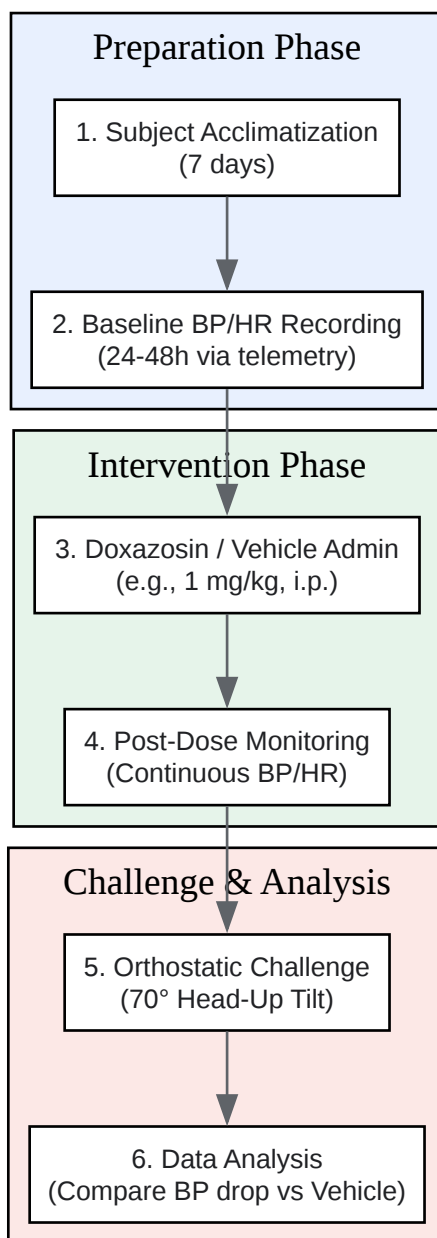 Preparation Phase
1. Subject Acclimatization
(7 days)
2. Baseline BP/HR Recording
(24-48h via telemetry)
Intervention Phase
3. Doxazosin / Vehicle Admin
(e.g., 1 mg/kg, i.p.)
4. Post-Dose Monitoring
(Continuous BP/HR)
Challenge & Analysis
5. Orthostatic Challenge
(70° Head-Up Tilt)
6. Data Analysis
(Compare BP drop vs Vehicle)